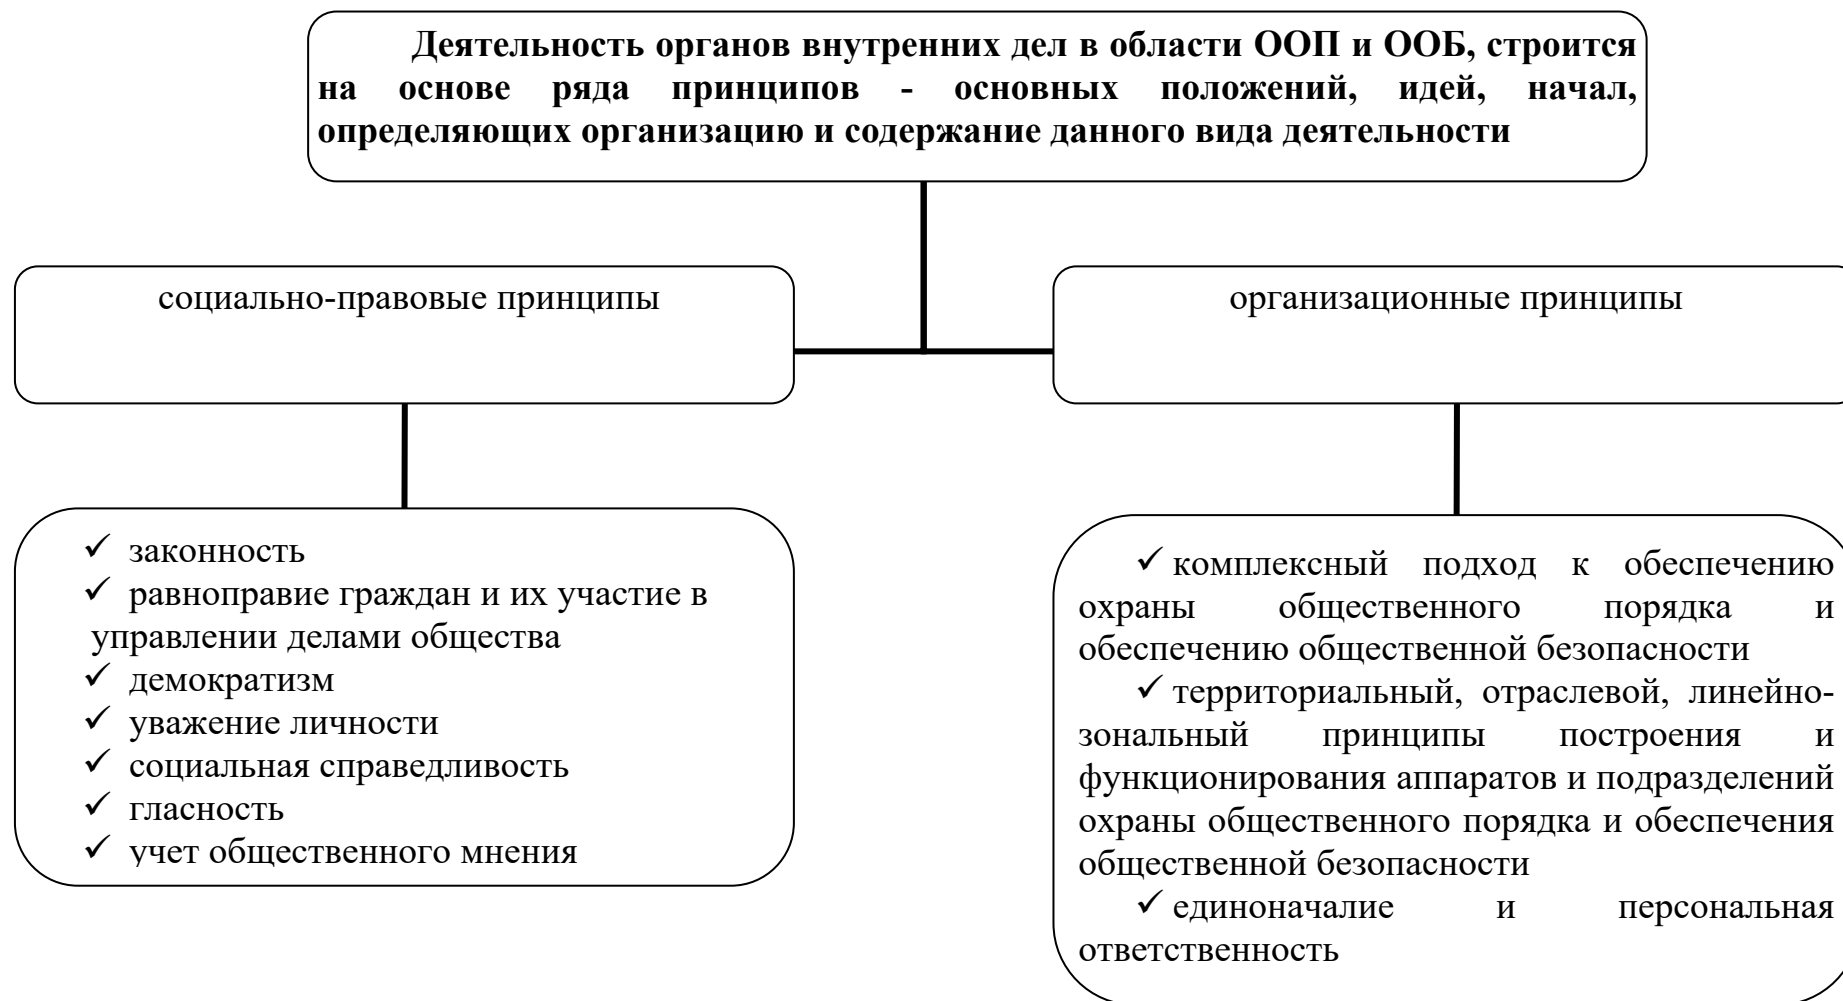 Деятельность органов внутренних дел в области ООП и ООБ, строится
на основе ряда принципов - основных положений, идей, начал,
определяющих организацию и содержание данного вида деятельности
социально-правовые принципы
организационные принципы
✓ законность
✓ равноправие граждан и их участие в
управлении делами общества
✓ демократизм
✓ уважение личности
✓ социальная справедливость
✓ гласность
✓ учет общественного мнения
✓ комплексный подход к обеспечению
охраны общественного порядка и
обеспечению общественной безопасности
✓ территориальный, отраслевой, линейно-
зональный принципы построения и
функционирования аппаратов и подразделений
охраны общественного порядка и обеспечения
общественной безопасности
✓ единоначалие и персональная
ответственность